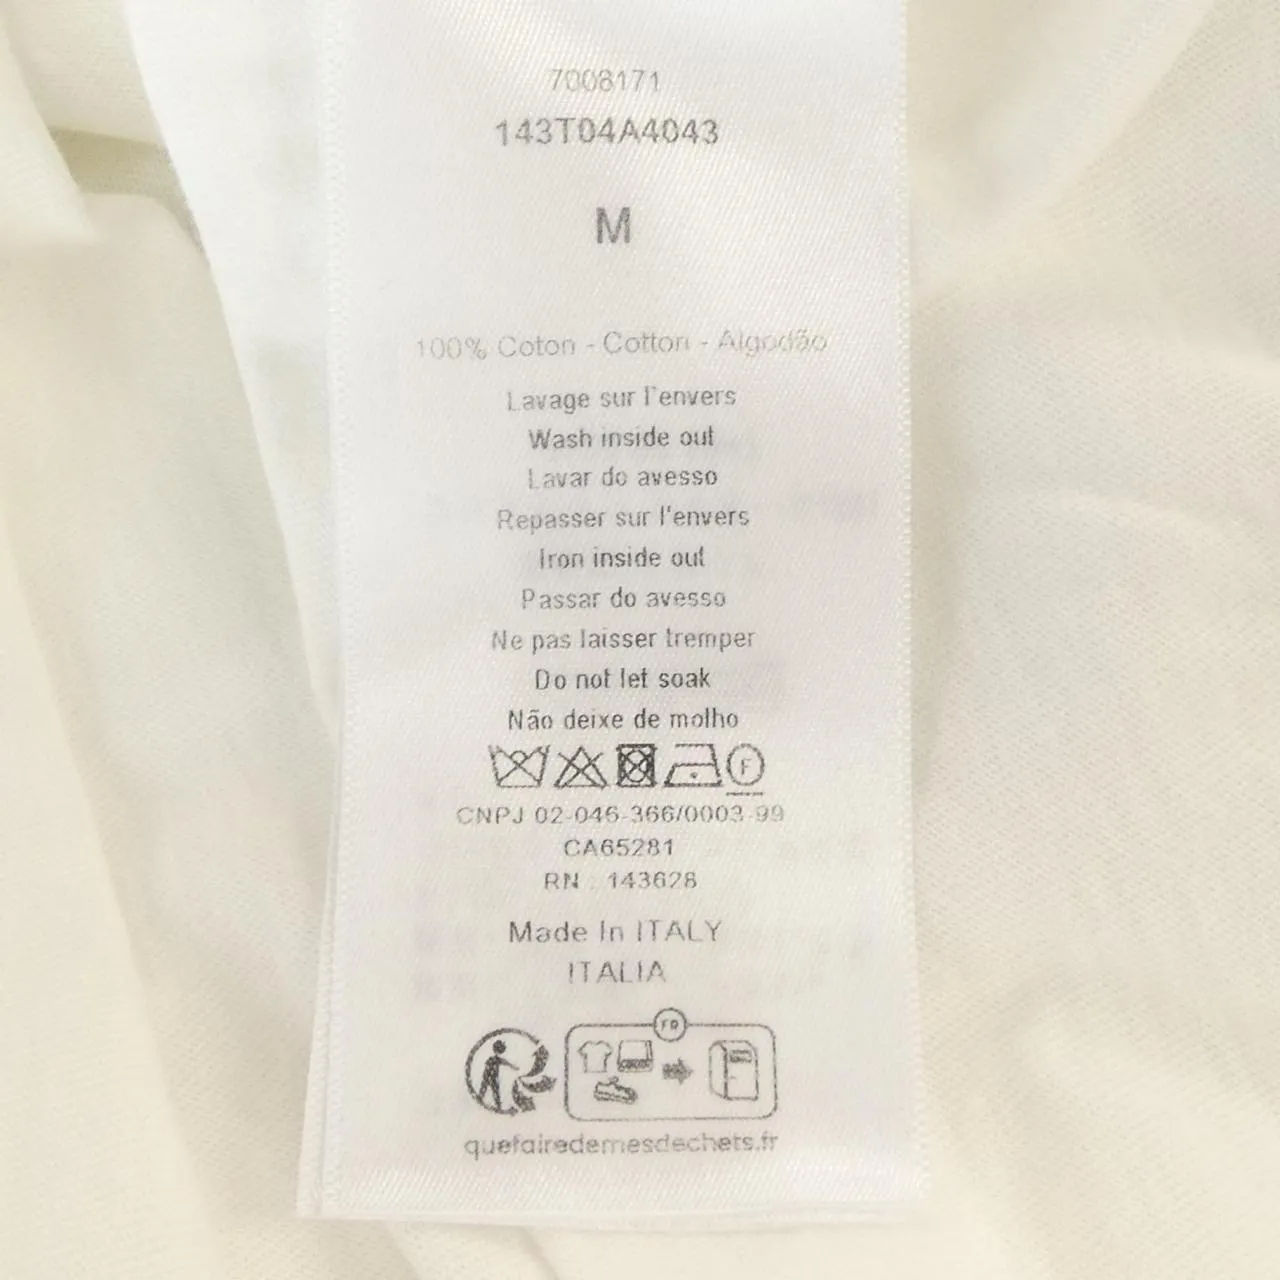 7008171
143T04A4043
M
100% Coton - Cotton - Algodão
Lavage sur l'envers
Wash inside out
Lavar do avesso
Repasser sur l'envers
Iron inside out
Passar do avesso
Ne pas laisser tremper
Do not let soak
Não deixe de molho
F
CNPJ 02-046-366/0003-99
CA65281
RN : 143628
Made In ITALY
ITALIA
FR
quefairedemesdechets.fr